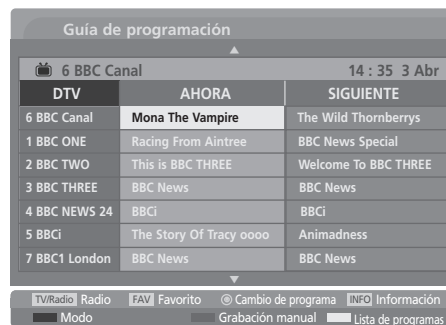 Guía de programación
6 BBC Canal 14 : 35 3 Abr
DTV AHORA SIGUIENTE
6 BBC Canal Mona The Vampire The Wild Thornberrys
1 BBC ONE Racing From Aintree BBC News Special
2 BBC TWO This is BBC THREE Welcome To BBC THREE
3 BBC THREE BBC News BBC News
4 BBC NEWS 24 BBCi BBCi
5 BBCi The Story Of Tracy oooo Animadness
7 BBC1 London BBC News BBC News
TV/Radio Radio FAV Favorito Cambio de programa INFO Información
Modo Grabación manual Lista de programas